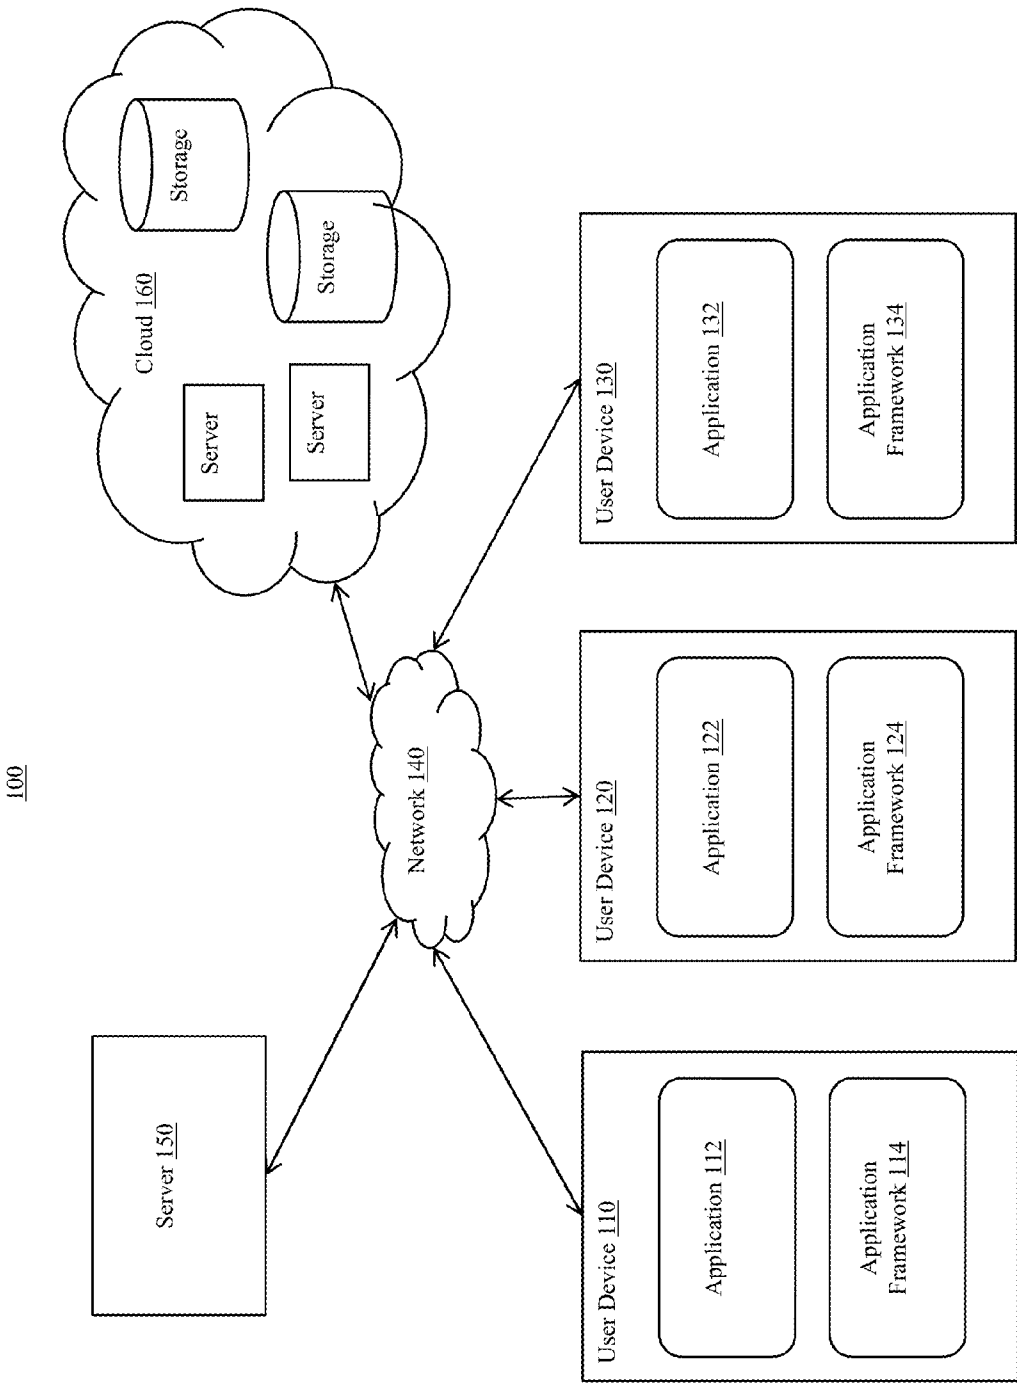 100
Server 150
Cloud 160
Server
Server
Storage
Storage
Network 140
User Device 110
Application 112
Application
Framework 114
User Device 120
Application 122
Application
Framework 124
User Device 130
Application 132
Application
Framework 134